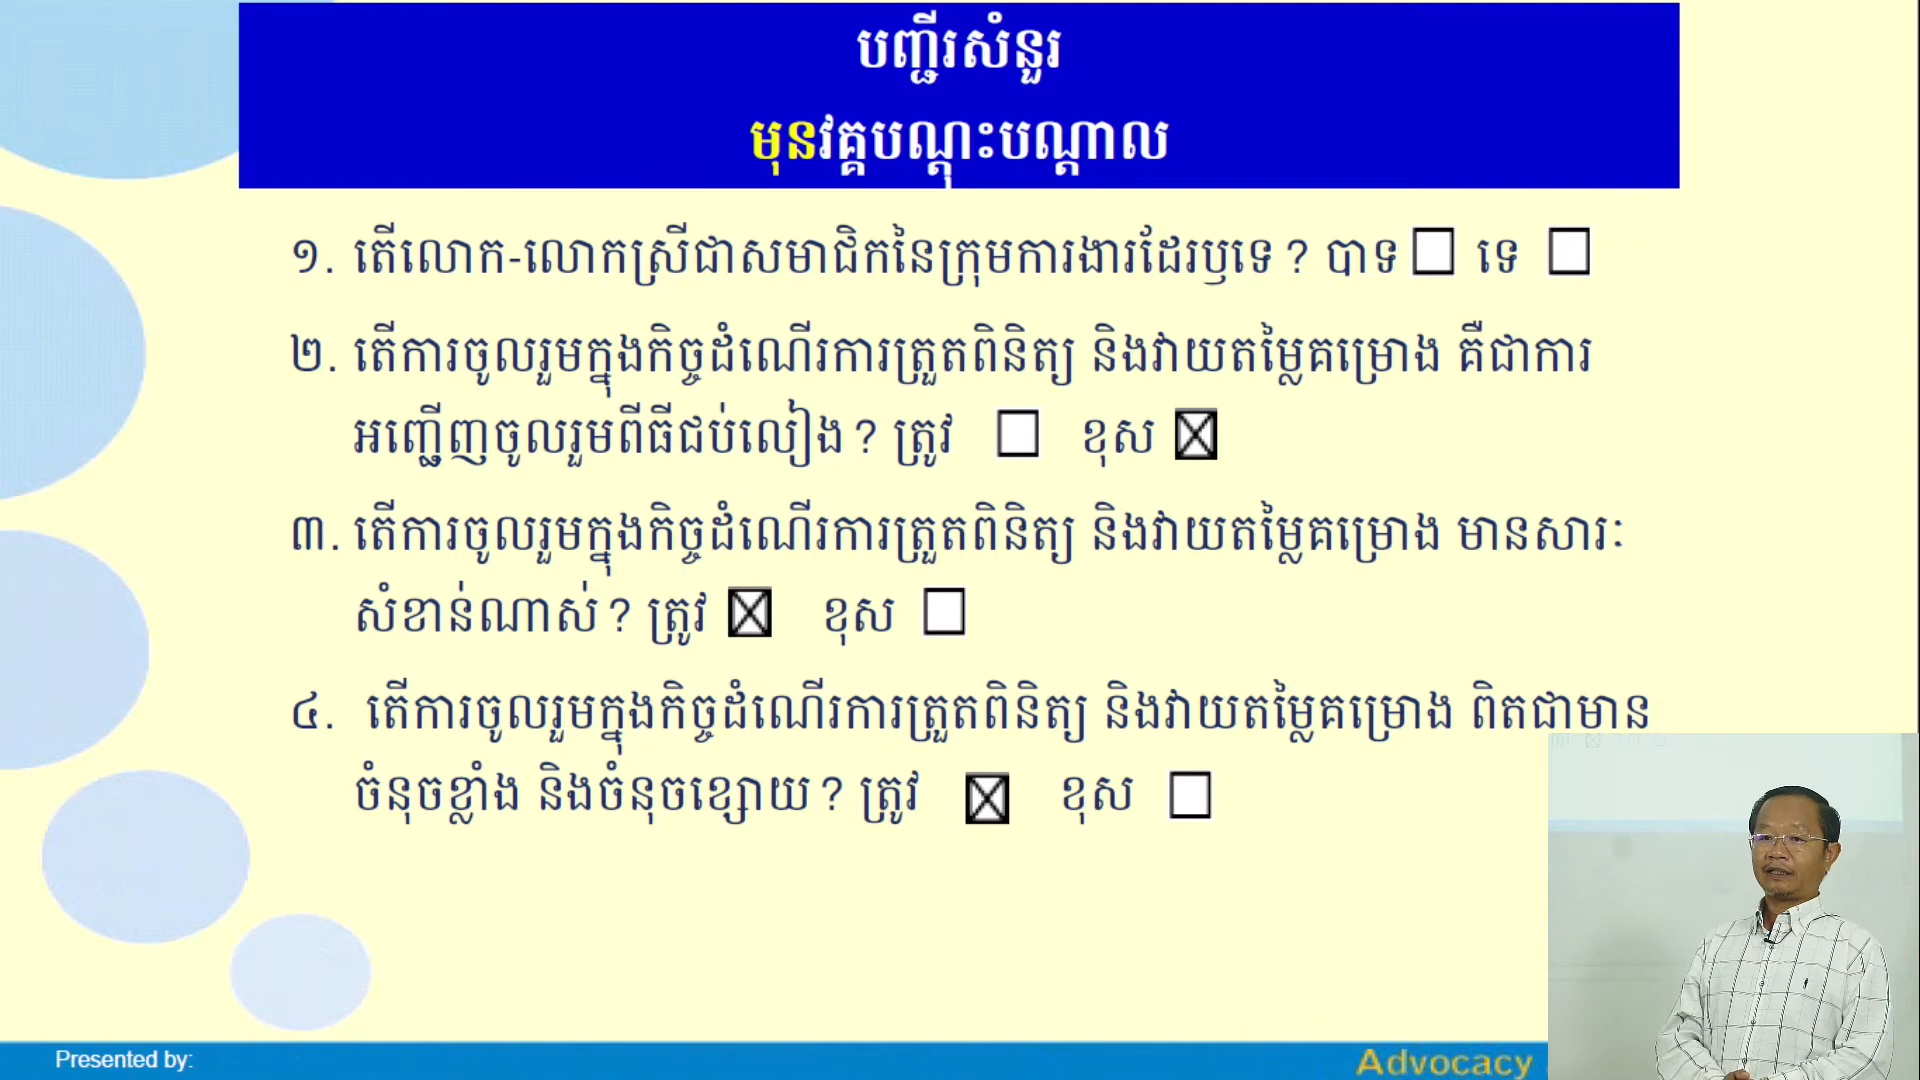 បញ្ជីរសំនួរ
មុនវគ្គបណ្តុះបណ្តាល
១. តើលោក-លោកស្រីជាសមាជិកនៃក្រុមការងារដែរឫទេ? បាទ ទេ
២. តើការចូលរួមក្នុងកិច្ចដំណើរការត្រួតពិនិត្យ និងវាយតម្លៃគម្រោង គឺជាការ
អញ្ជើញចូលរួមពីធីជប់លៀង? ត្រូវ ខុស
៣. តើការចូលរួមក្នុងកិច្ចដំណើរការត្រួតពិនិត្យ និងវាយតម្លៃគម្រោង មានសារៈ
សំខាន់ណាស់? ត្រូវ ខុស
៤. តើការចូលរួមក្នុងកិច្ចដំណើរការត្រួតពិនិត្យ និងវាយតម្លៃគម្រោង ពិតជាមាន
ចំនុចខ្លាំង និងចំនុចខ្សោយ? ត្រូវ ខុស
Presented by:
Advocacy